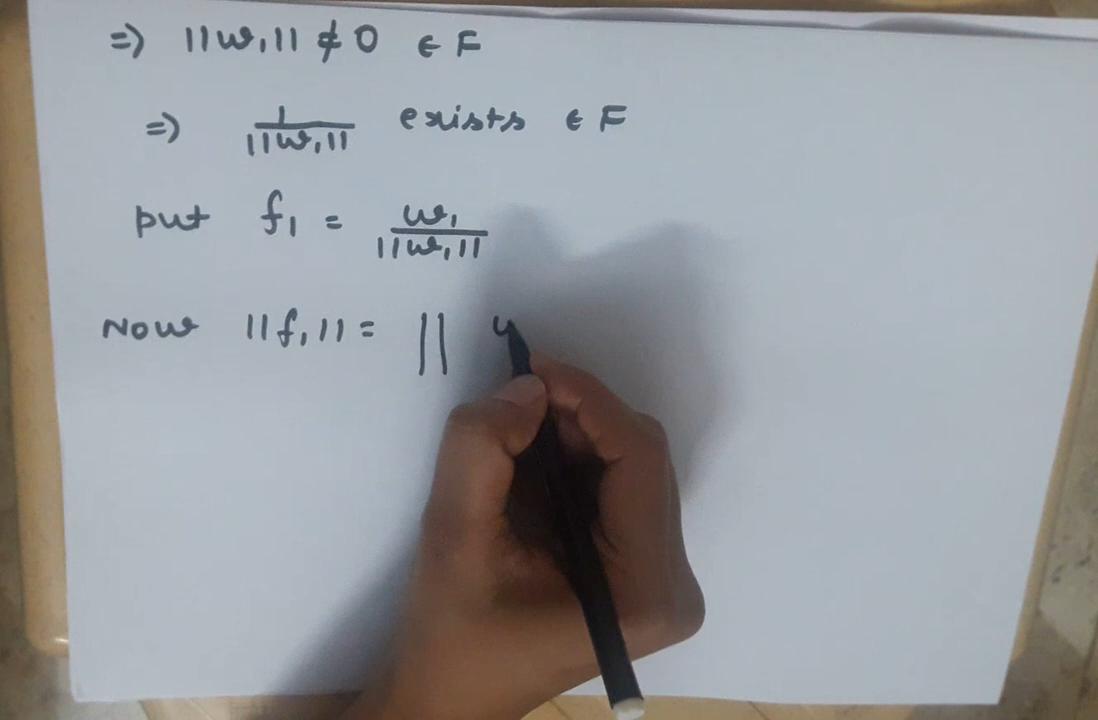 => ||w₁|| ≠ 0 ∈ F
=> 1/||w₁|| exists ∈ F
put f₁ = w₁/||w₁||
Now ||f₁|| = ||